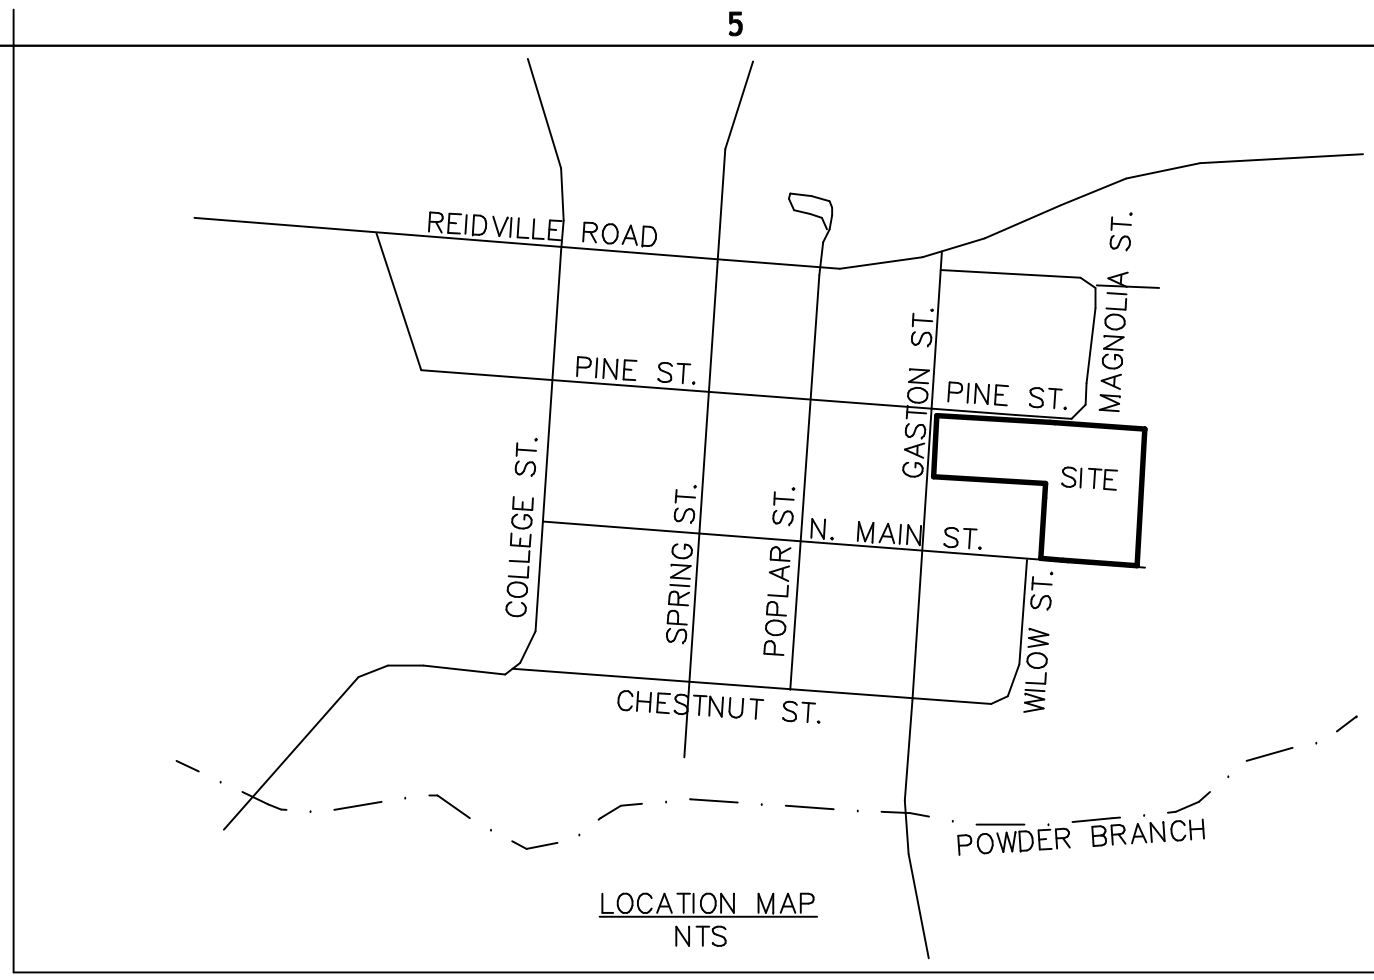 5
REIDVILLE ROAD
MAGNOLIA ST.
GASTON ST.
PINE ST.
PINE ST.
COLLEGE ST.
SPRING ST.
POPLAR ST.
SITE
N. MAIN ST.
WILOW ST.
CHESTNUT ST.
POWDER BRANCH
LOCATION MAP
NTS